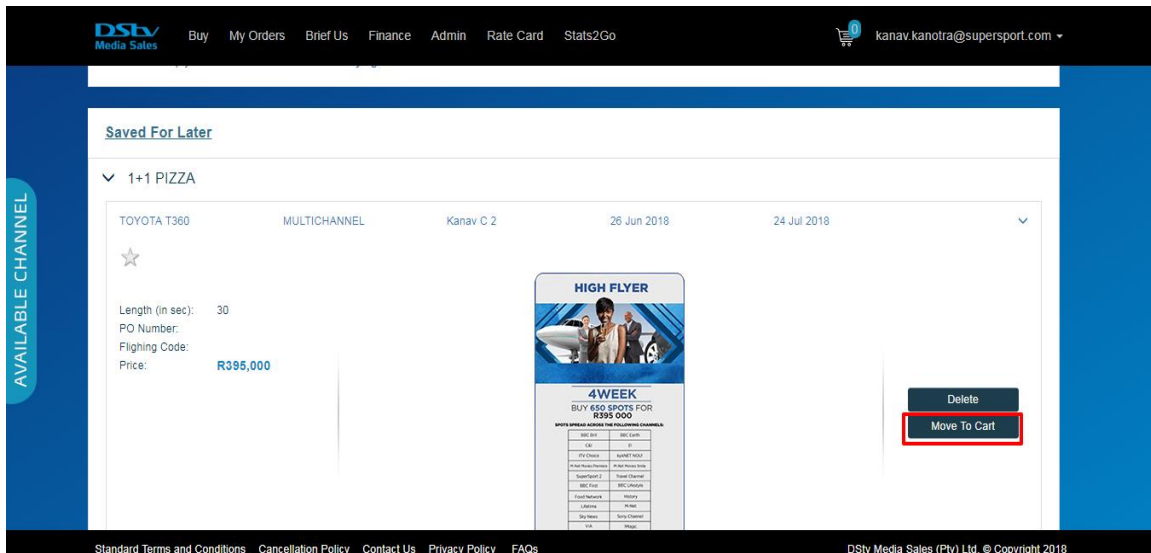 DStv
Media Sales
Buy My Orders Brief Us Finance Admin Rate Card Stats2Go
0
kanav.kanotra@supersport.com
Saved For Later
1+1 PIZZA
TOYOTA T360 MULTICHANNEL Kanav C 2 26 Jun 2018 24 Jul 2018
Length (in sec): 30
PO Number:
Flighing Code:
Price: R395,000
HIGH FLYER
4WEEK
BUY 650 SPOTS FOR
R395 000
SPOTS SPREAD ACROSS THE FOLLOWING CHANNELS:
BBC Brit BBC Earth
C&I E!
ITV Choice kykNET NOU!
M-Net Movies Premiere M-Net Movies Smile
SuperSport 2 Travel Channel
BBC First BBC Lifestyle
Food Network History
Lifetime M-Net
Sky News Sony Channel
VIA
Delete
Move To Cart
AVAILABLE CHANNEL
Standard Terms and Conditions Cancellation Policy Contact Us Privacy Policy FAQs
DStv Media Sales (Pty) Ltd. © Copyright 2018